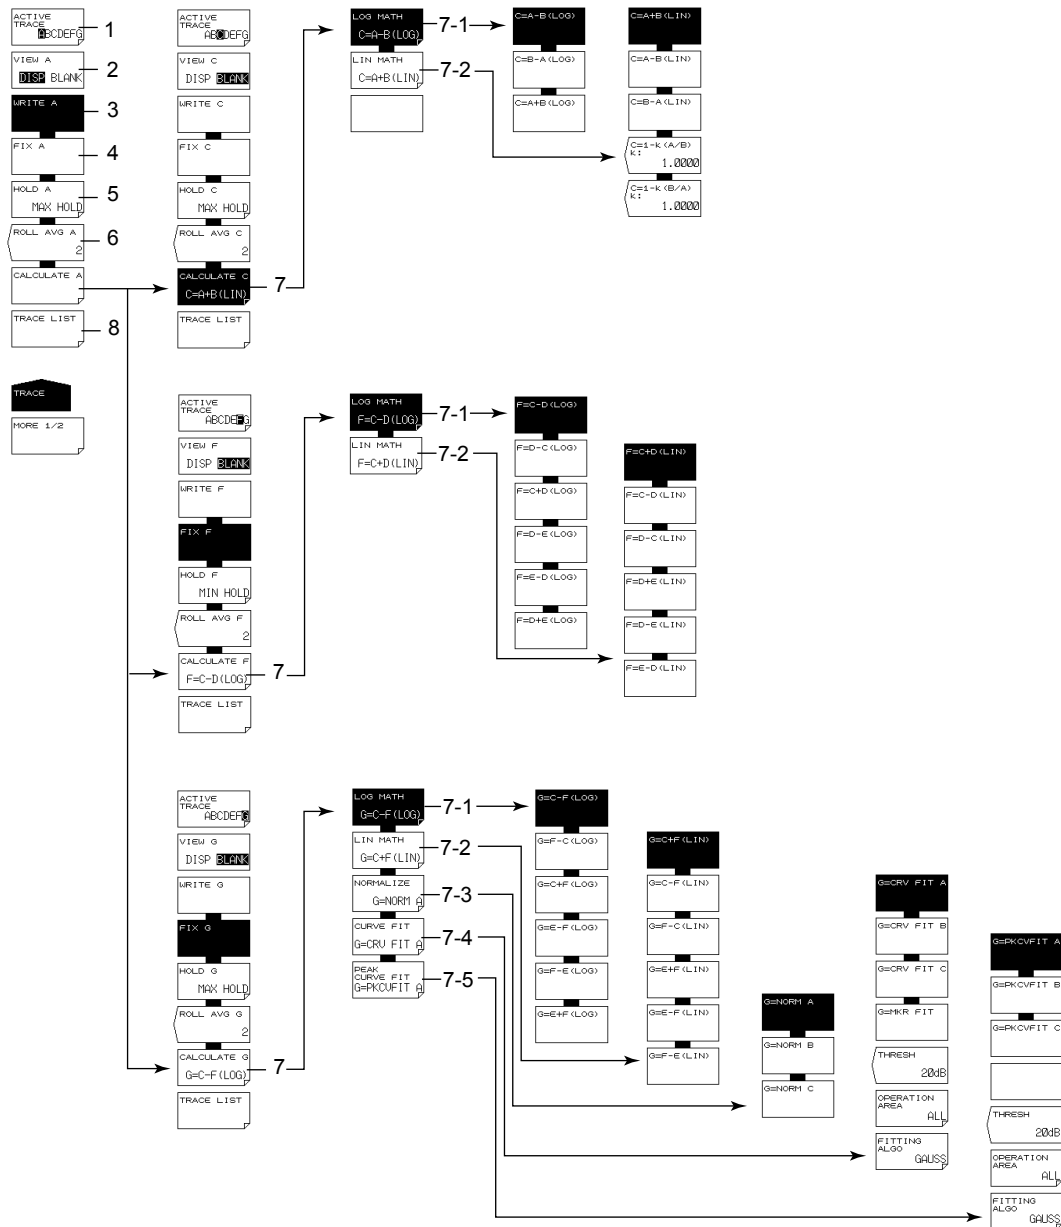 ACTIVE
TRACE
ABCDEFG
1
VIEW A
DISP BLANK
2
WRITE A
3
FIX A
4
HOLD A
MAX HOLD
5
ROLL AVG A
2
6
CALCULATE A
TRACE LIST
8
TRACE
MORE 1/2
ACTIVE
TRACE
ABCDEFG
VIEW C
DISP BLANK
WRITE C
FIX C
HOLD C
MAX HOLD
ROLL AVG C
2
CALCULATE C
C=A+B(LIN)
7
TRACE LIST
LOG MATH
C=A-B(LOG)
7-1
LIN MATH
C=A+B(LIN)
7-2
C=A-B(LOG)
C=B-A(LOG)
C=A+B(LOG)
C=A+B(LIN)
C=A-B(LIN)
C=B-A(LIN)
C=1-k(A/B)
k:
1.0000
C=1-k(B/A)
k:
1.0000
ACTIVE
TRACE
ABCDEFG
VIEW F
DISP BLANK
WRITE F
FIX F
HOLD F
MIN HOLD
ROLL AVG F
2
CALCULATE F
F=C-D(LOG)
7
TRACE LIST
LOG MATH
F=C-D(LOG)
7-1
LIN MATH
F=C+D(LIN)
7-2
F=C-D(LOG)
F=D-C(LOG)
F=C+D(LOG)
F=D-E(LOG)
F=E-D(LOG)
F=D+E(LOG)
F=C+D(LIN)
F=C-D(LIN)
F=D-C(LIN)
F=D+E(LIN)
F=D-E(LIN)
F=E-D(LIN)
ACTIVE
TRACE
ABCDEFG
VIEW G
DISP BLANK
WRITE G
FIX G
HOLD G
MAX HOLD
ROLL AVG G
2
CALCULATE G
G=C-F(LOG)
7
TRACE LIST
LOG MATH
G=C-F(LOG)
7-1
LIN MATH
G=C+F(LIN)
7-2
NORMALIZE
G=NORM A
7-3
CURVE FIT
G=CRV FIT A
7-4
PEAK
CURVE FIT
G=PKCVFIT A
7-5
G=C-F(LOG)
G=F-C(LOG)
G=C+F(LOG)
G=E-F(LOG)
G=F-E(LOG)
G=E+F(LOG)
G=C+F(LIN)
G=C-F(LIN)
G=F-C(LIN)
G=E+F(LIN)
G=E-F(LIN)
G=F-E(LIN)
G=NORM A
G=NORM B
G=NORM C
G=CRV FIT A
G=CRV FIT B
G=CRV FIT C
G=MKR FIT
THRESH
20dB
OPERATION
AREA
ALL
FITTING
ALGO
GAUSS
G=PKCVFIT A
G=PKCVFIT B
G=PKCVFIT C
THRESH
20dB
OPERATION
AREA
ALL
FITTING
ALGO
GAUSS